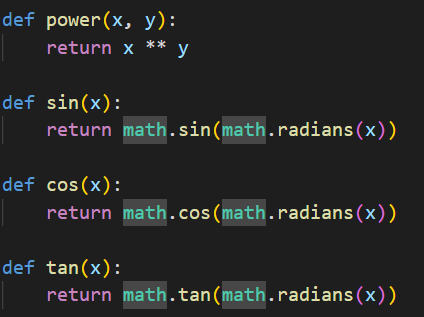 def power(x, y):
    return x ** y
def sin(x):
    return math.sin(math.radians(x))
def cos(x):
    return math.cos(math.radians(x))
def tan(x):
    return math.tan(math.radians(x))